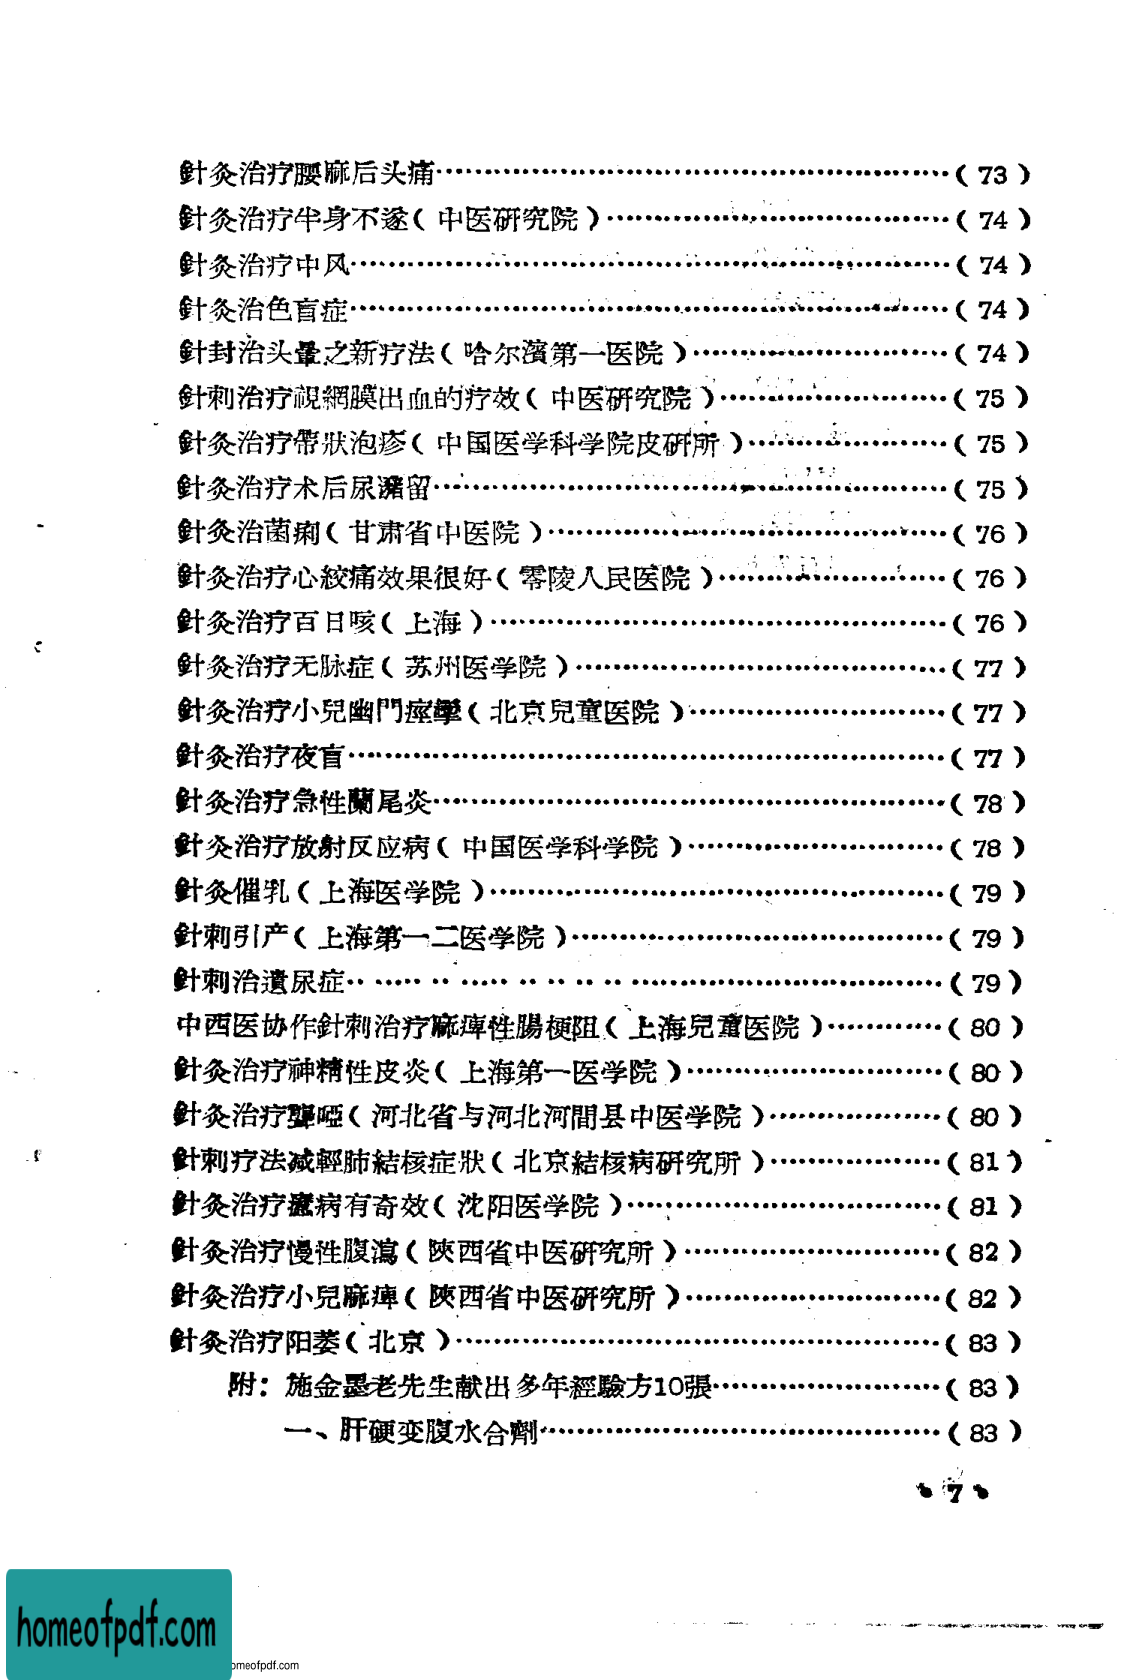 針灸治疗腰麻后头痛……………………………………………( 73 )
針灸治疗半身不遂( 中医研究院 )……………………………( 74 )
針灸治疗中风……………………………………………………( 74 )
針灸治色盲症……………………………………………………( 74 )
針封治头暈之新疗法( 哈尔濱第一医院 )……………………( 74 )
針刺治疗視網膜出血的疗效( 中医研究院 )…………………( 75 )
針灸治疗帶狀泡疹( 中国医学科学院皮研所 )………………( 75 )
針灸治疗术后尿瀦留……………………………………………( 75 )
針灸治菌痢( 甘肃省中医院 )…………………………………( 76 )
針灸治疗心絞痛效果很好( 零陵人民医院 )…………………( 76 )
針灸治疗百日咳( 上海 )………………………………………( 76 )
針灸治疗无脉症( 苏州医学院 )………………………………( 77 )
針灸治疗小兒幽門痙攣( 北京兒童医院 )……………………( 77 )
針灸治疗夜盲……………………………………………………( 77 )
針灸治疗急性蘭尾炎……………………………………………( 78 )
針灸治疗放射反应病( 中国医学科学院 )……………………( 78 )
針灸催乳( 上海医学院 )………………………………………( 79 )
針刺引产( 上海第一二医学院 )………………………………( 79 )
針刺治遺尿症……………………………………………………( 79 )
中西医协作針刺治疗麻痺性腸梗阻( 上海兒童医院 )………( 80 )
針灸治疗神精性皮炎( 上海第一医学院 )……………………( 80 )
針灸治疗聾啞( 河北省与河北河間县中医学院 )……………( 80 )
針刺疗法减輕肺結核症狀( 北京結核病研究所 )……………( 81 )
針灸治疗病有奇效( 沈阳医学院 )……………………………( 81 )
針灸治疗慢性腹瀉( 陝西省中医研究所 )……………………( 82 )
針灸治疗小兒麻痺( 陝西省中医研究所 )……………………( 82 )
針灸治疗阳萎( 北京 )…………………………………………( 83 )
附：施金墨老先生献出多年經驗方10張………………………( 83 )
一、肝硬变腹水合劑……………………………………………( 83 )
• 7 •
homeofpdf.com
omeofpdf.com